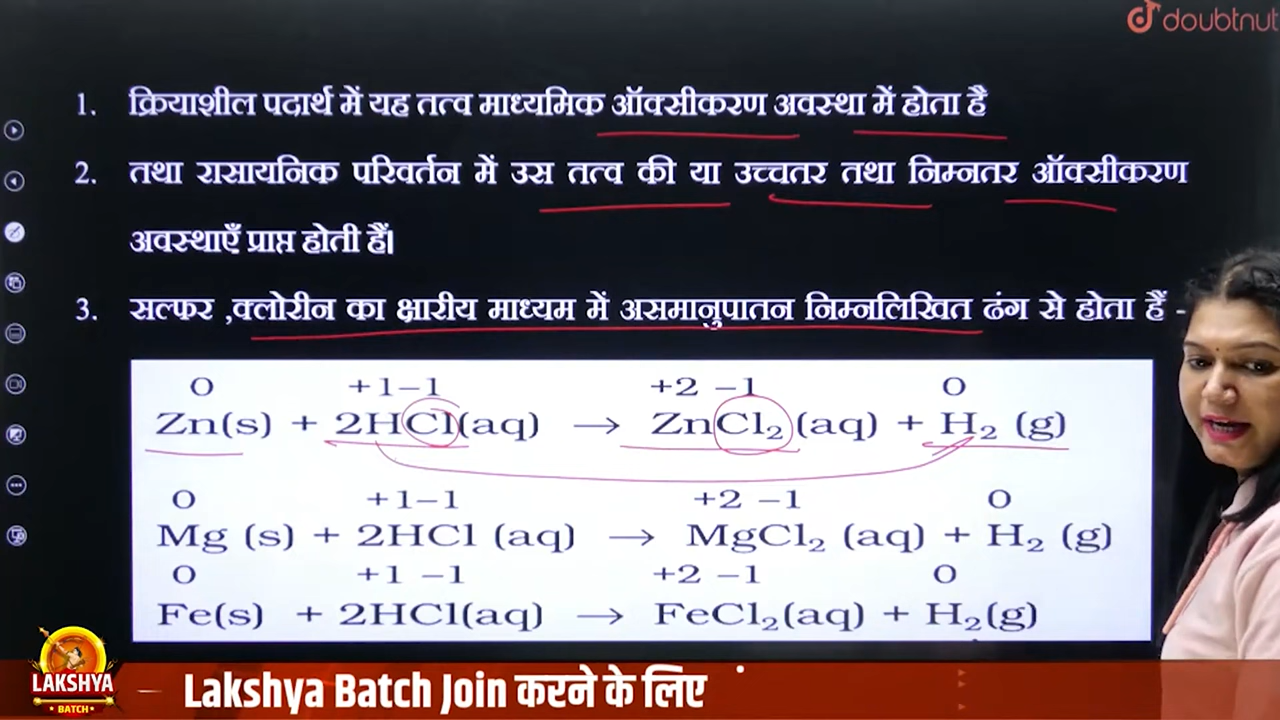 doubtnut
1. क्रियाशील पदार्थ में यह तत्व माध्यमिक ऑक्सीकरण अवस्था में होता है
2. तथा रासायनिक परिवर्तन में उस तत्व की या उच्चतर तथा निम्नतर ऑक्सीकरण
अवस्थाएँ प्राप्त होती हैं।
3. सल्फर ,क्लोरीन का क्षारीय माध्यम में असमानुपातन निम्नलिखित ढंग से होता हैं -
0 +1–1 +2 –1 0
Zn(s) + 2HCl(aq) → ZnCl₂ (aq) + H₂ (g)
0 +1–1 +2 –1 0
Mg (s) + 2HCl (aq) → MgCl₂ (aq) + H₂ (g)
0 +1 –1 +2 –1 0
Fe(s) + 2HCl(aq) → FeCl₂(aq) + H₂(g)
LAKSHYA
BATCH
Lakshya Batch Join करने के लिए